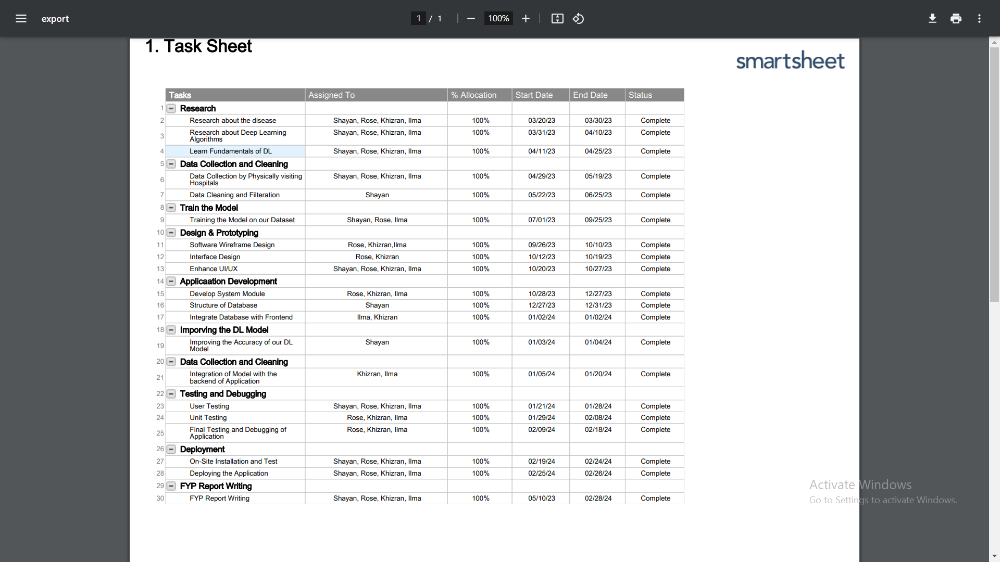 export
1 / 1
100%
1. Task Sheet
smartsheet
Tasks Assigned To % Allocation Start Date End Date Status
1 Research
2 Research about the disease Shayan, Rose, Khizran, Ilma 100% 03/20/23 03/30/23 Complete
3 Research about Deep Learning Shayan, Rose, Khizran, Ilma 100% 03/31/23 04/10/23 Complete
Algorithms
4 Learn Fundamentals of DL Shayan, Rose, Khizran, Ilma 100% 04/11/23 04/25/23 Complete
5 Data Collection and Cleaning
6 Data Collection by Physically visiting Shayan, Rose, Khizran, Ilma 100% 04/29/23 05/19/23 Complete
Hospitals
7 Data Cleaning and Filteration Shayan 100% 05/22/23 06/25/23 Complete
8 Train the Model
9 Training the Model on our Dataset Shayan, Rose, Ilma 100% 07/01/23 09/25/23 Complete
10 Design & Prototyping
11 Software Wireframe Design Rose, Khizran,Ilma 100% 09/26/23 10/10/23 Complete
12 Interface Design Rose, Khizran 100% 10/12/23 10/19/23 Complete
13 Enhance UI/UX Shayan, Rose, Khizran, Ilma 100% 10/20/23 10/27/23 Complete
14 Applicaation Development
15 Develop System Module Rose, Khizran, Ilma 100% 10/28/23 12/27/23 Complete
16 Structure of Database Shayan 100% 12/27/23 12/31/23 Complete
17 Integrate Database with Frontend Ilma, Khizran 100% 01/02/24 01/02/24 Complete
18 Imporving the DL Model
19 Improving the Accuracy of our DL Shayan 100% 01/03/24 01/04/24 Complete
Model
20 Data Collection and Cleaning
21 Integration of Model with the Khizran, Ilma 100% 01/05/24 01/20/24 Complete
backend of Application
22 Testing and Debugging
23 User Testing Shayan, Rose, Khizran, Ilma 100% 01/21/24 01/28/24 Complete
24 Unit Testing Rose, Khizran, Ilma 100% 01/29/24 02/08/24 Complete
25 Final Testing and Debugging of Rose, Khizran, Ilma 100% 02/09/24 02/18/24 Complete
Application
26 Deployment
27 On-Site Installation and Test Shayan, Rose, Khizran, Ilma 100% 02/19/24 02/24/24 Complete
28 Deploying the Application Shayan, Rose, Khizran, Ilma 100% 02/25/24 02/26/24 Complete
29 FYP Report Writing
30 FYP Report Writing Shayan, Rose, Khizran, Ilma 100% 05/10/23 02/28/24 Complete
Activate Windows
Go to Settings to activate Windows.